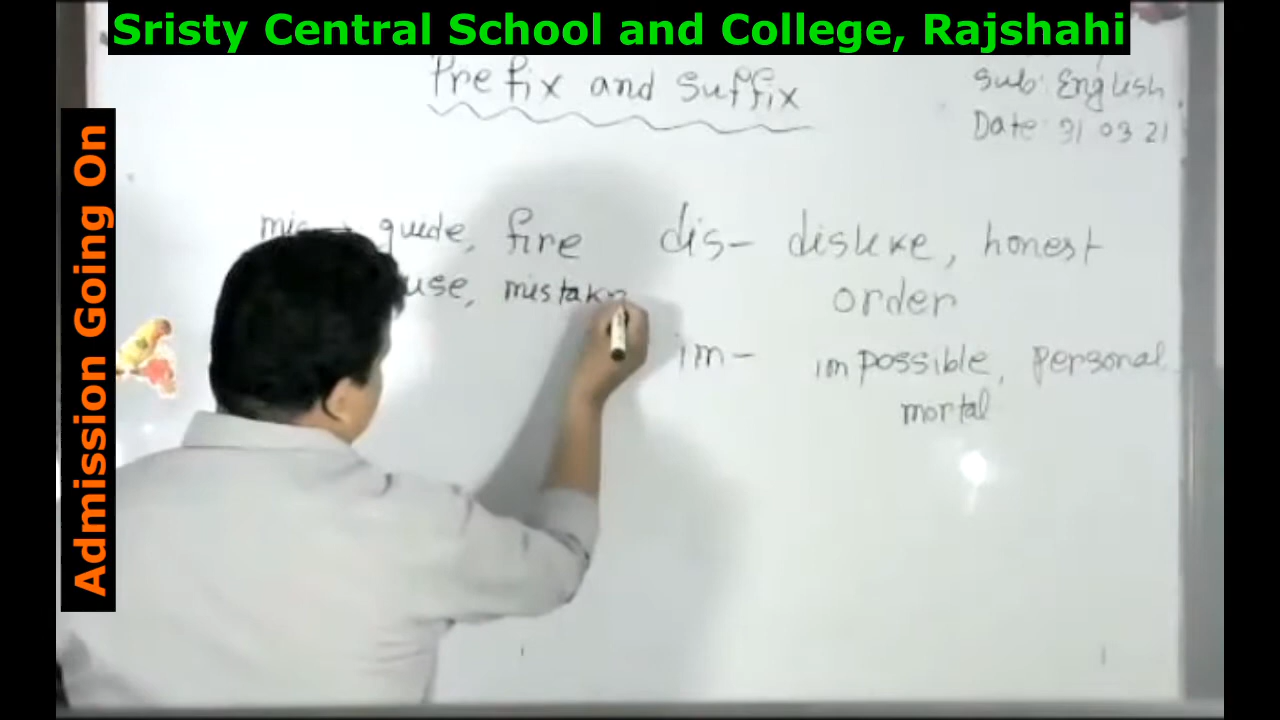 Sristy Central School and College, Rajshahi
Admission Going On
Prefix and Suffix
Sub: English
Date: 31 03 21
mis → guide, fire
use, mistake
dis- dislike, honest
order
im- impossible, personal
mortal